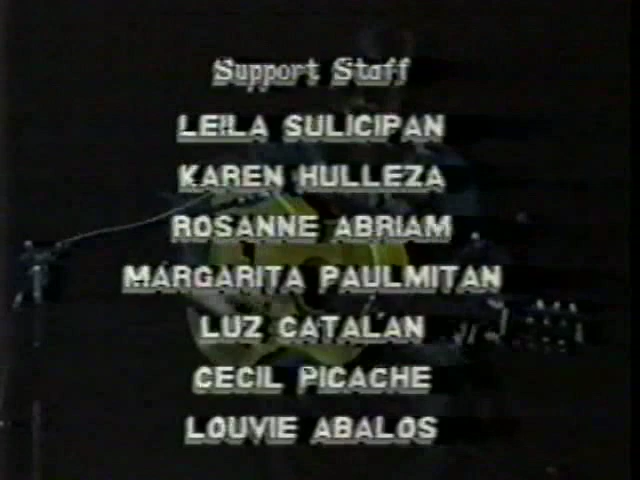 Support Staff
LEILA SULICIPAN
KAREN HULLEZA
ROSANNE ABRIAM
MARGARITA PAULMITAN
LUZ CATALAN
CECIL PICACHE
LOUVIE ABALOS